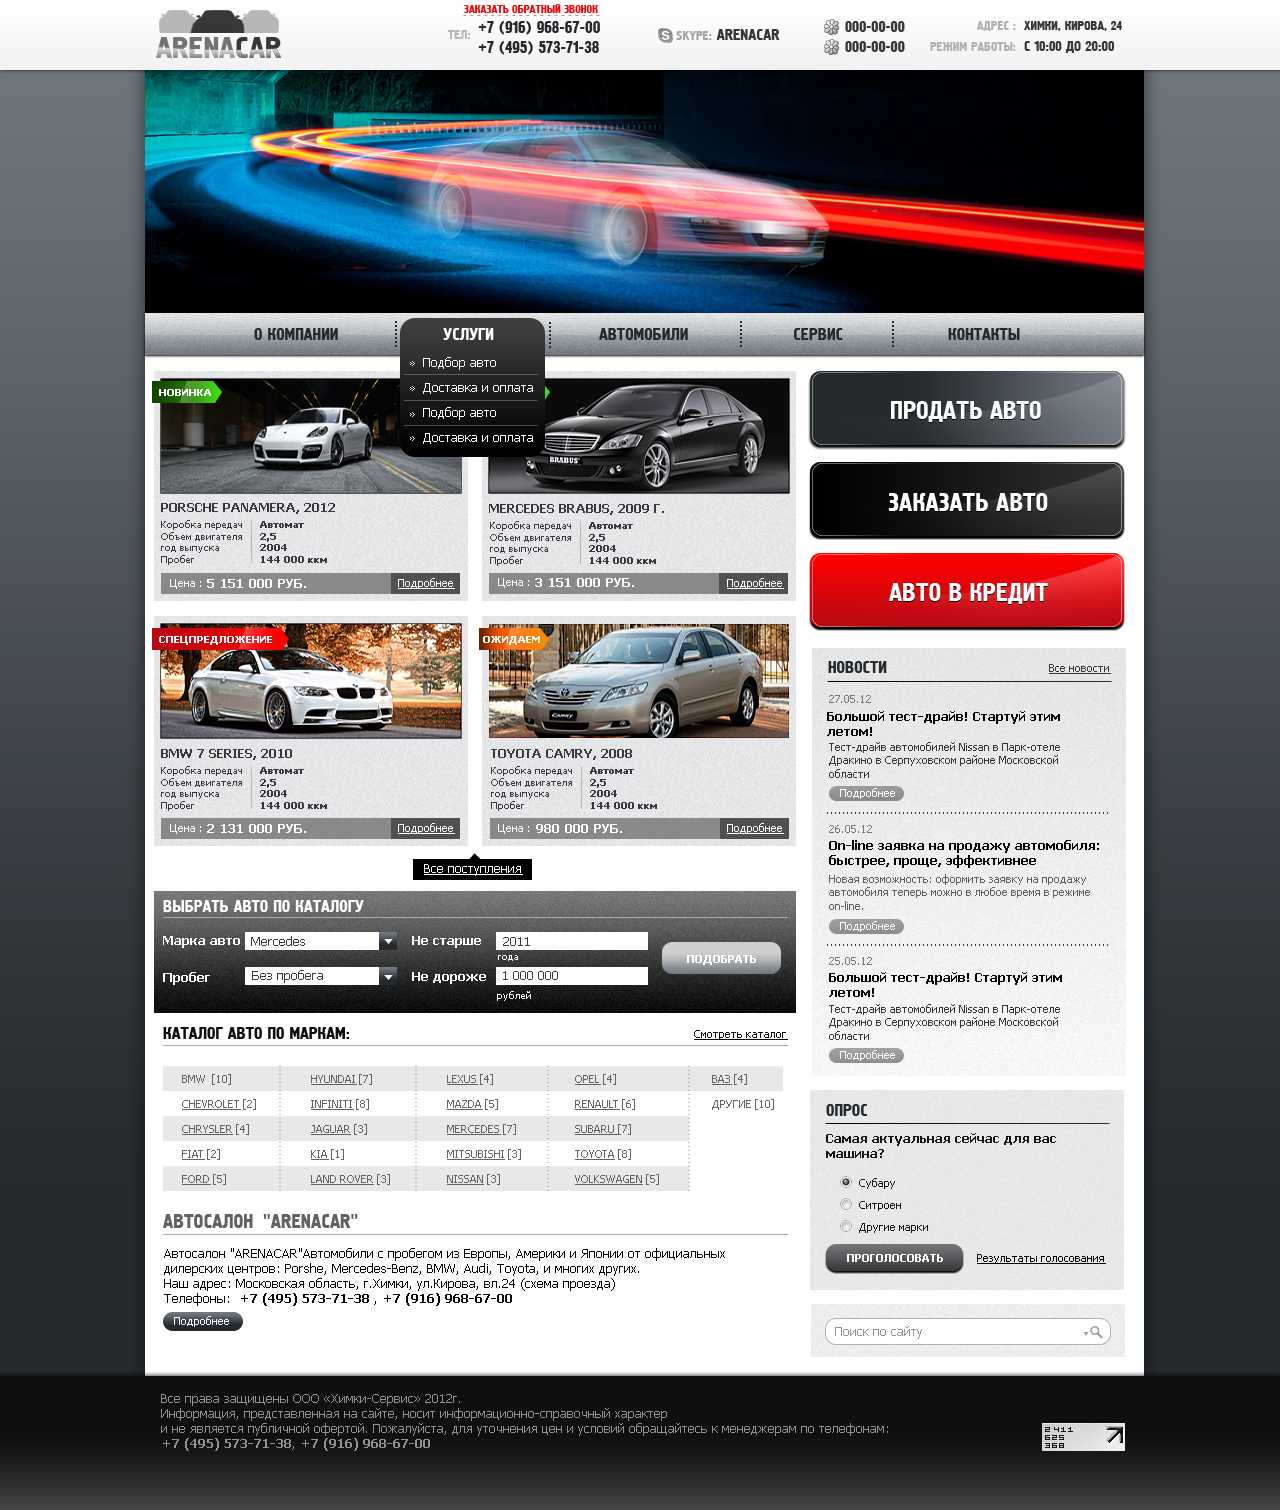 ARENACAR
ЗАКАЗАТЬ ОБРАТНЫЙ ЗВОНОК
ТЕЛ: +7 (916) 968-67-00
+7 (495) 573-71-38
SKYPE: ARENACAR
000-00-00
000-00-00
АДРЕС : ХИМКИ, КИРОВА, 24
РЕЖИМ РАБОТЫ: С 10:00 ДО 20:00
О КОМПАНИИ
УСЛУГИ
АВТОМОБИЛИ
СЕРВИС
КОНТАКТЫ
» Подбор авто
» Доставка и оплата
» Подбор авто
» Доставка и оплата
НОВИНКА
PORSCHE PANAMERA, 2012
Коробка передач Автомат
Объем двигателя 2,5
год выпуска 2004
Пробег 144 000 ккм
Цена : 5 151 000 РУБ. Подробнее
BRABUS
MERCEDES BRABUS, 2009 Г.
Коробка передач Автомат
Объем двигателя 2,5
год выпуска 2004
Пробег 144 000 ккм
Цена : 3 151 000 РУБ. Подробнее
СПЕЦПРЕДЛОЖЕНИЕ
BMW 7 SERIES, 2010
Коробка передач Автомат
Объем двигателя 2,5
год выпуска 2004
Пробег 144 000 ккм
Цена : 2 131 000 РУБ. Подробнее
ОЖИДАЕМ
Camry
TOYOTA CAMRY, 2008
Коробка передач Автомат
Объем двигателя 2,5
год выпуска 2004
Пробег 144 000 ккм
Цена : 980 000 РУБ. Подробнее
Все поступления
ВЫБРАТЬ АВТО ПО КАТАЛОГУ
Марка авто Mercedes
Не старше 2011
года
Пробег Без пробега
Не дороже 1 000 000
рублей
ПОДОБРАТЬ
КАТАЛОГ АВТО ПО МАРКАМ: Смотреть каталог
BMW [10] HYUNDAI [7] LEXUS [4] OPEL [4] ВАЗ [4]
CHEVROLET [2] INFINITI [8] MAZDA [5] RENAULT [6] ДРУГИЕ [10]
CHRYSLER [4] JAGUAR [3] MERCEDES [7] SUBARU [7]
FIAT [2] KIA [1] MITSUBISHI [3] TOYOTA [8]
FORD [5] LAND ROVER [3] NISSAN [3] VOLKSWAGEN [5]
АВТОСАЛОН "ARENACAR"
Автосалон "ARENACAR"Автомобили с пробегом из Европы, Америки и Японии от официальных
дилерских центров: Porshe, Mercedes-Benz, BMW, Audi, Toyota, и многих других.
Наш адрес: Московская область, г.Химки, ул.Кирова, вл.24 (схема проезда)
Телефоны: +7 (495) 573-71-38 , +7 (916) 968-67-00
Подробнее
ПРОДАТЬ АВТО
ЗАКАЗАТЬ АВТО
АВТО В КРЕДИТ
НОВОСТИ Все новости
27.05.12
Большой тест-драйв! Стартуй этим
летом!
Тест-драйв автомобилей Nissan в Парк-отеле
Дракино в Серпуховском районе Московской
области
Подробнее
26.05.12
On-line заявка на продажу автомобиля:
быстрее, проще, эффективнее
Новая возможность: оформить заявку на продажу
автомобиля теперь можно в любое время в режиме
on-line.
Подробнее
25.05.12
Большой тест-драйв! Стартуй этим
летом!
Тест-драйв автомобилей Nissan в Парк-отеле
Дракино в Серпуховском районе Московской
области
Подробнее
ОПРОС
Самая актуальная сейчас для вас
машина?
Субару
Ситроен
Другие марки
ПРОГОЛОСОВАТЬ Результаты голосования
Поиск по сайту
Все права защищены ООО «Химки-Сервис» 2012г.
Информация, представленная на сайте, носит информационно-справочный характер
и не является публичной офертой. Пожалуйста, для уточнения цен и условий обращайтесь к менеджерам по телефонам:
+7 (495) 573-71-38, +7 (916) 968-67-00
2 411
625
368